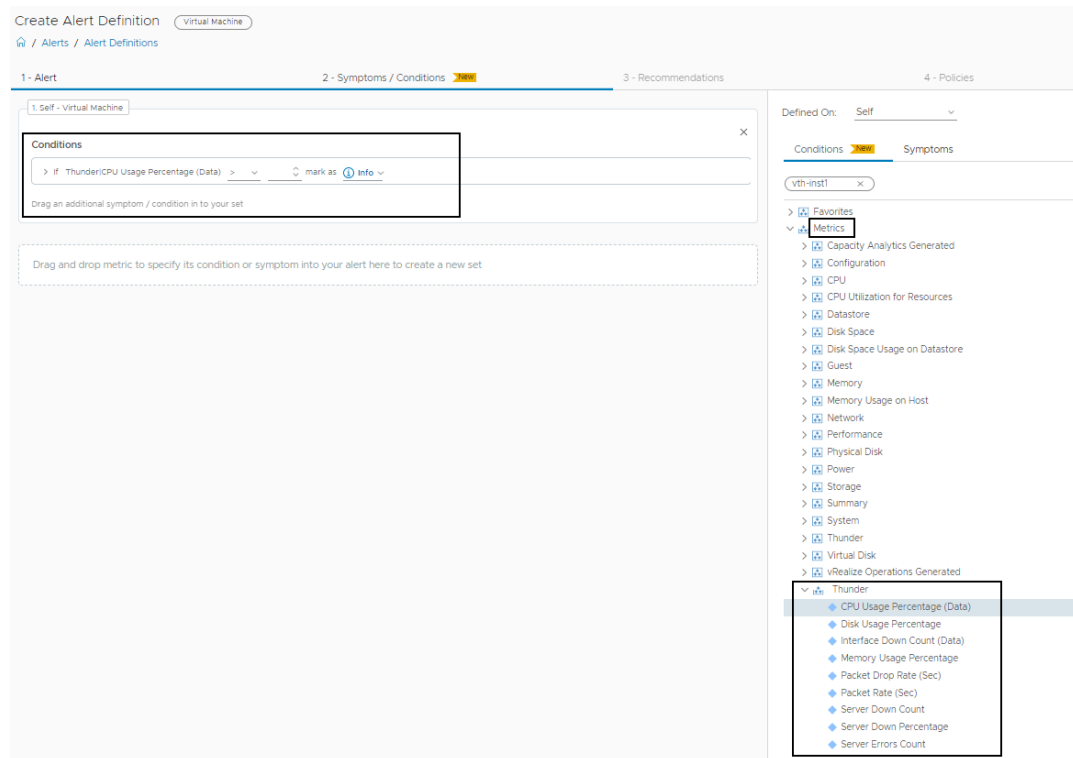 Create Alert Definition Virtual Machine
/ Alerts / Alert Definitions
1 - Alert
2 - Symptoms / Conditions New
3 - Recommendations
4 - Policies
1. Self - Virtual Machine
Conditions
> If Thunder|CPU Usage Percentage (Data) > mark as Info
Drag an additional symptom / condition in to your set
Drag and drop metric to specify its condition or symptom into your alert here to create a new set
Defined On: Self
Conditions New Symptoms
vth-inst1 ×
Favorites
Metrics
Capacity Analytics Generated
Configuration
CPU
CPU Utilization for Resources
Datastore
Disk Space
Disk Space Usage on Datastore
Guest
Memory
Memory Usage on Host
Network
Performance
Physical Disk
Power
Storage
Summary
System
Thunder
Virtual Disk
vRealize Operations Generated
Thunder
CPU Usage Percentage (Data)
Disk Usage Percentage
Interface Down Count (Data)
Memory Usage Percentage
Packet Drop Rate (Sec)
Packet Rate (Sec)
Server Down Count
Server Down Percentage
Server Errors Count